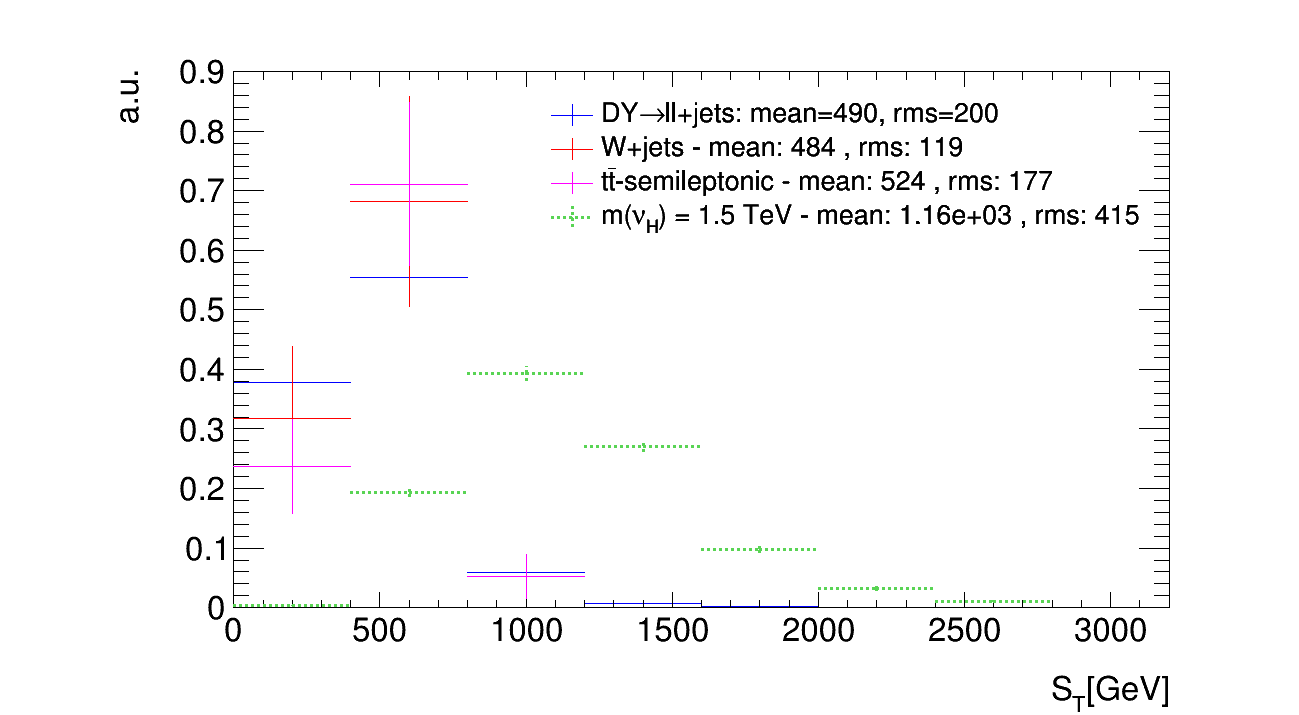 a.u.
0.9
0.8
0.7
0.6
0.5
0.4
0.3
0.2
0.1
0
DY→ll+jets: mean=490, rms=200
W+jets - mean: 484 , rms: 119
tt̄-semileptonic - mean: 524 , rms: 177
m(νH) = 1.5 TeV - mean: 1.16e+03 , rms: 415
0 500 1000 1500 2000 2500 3000
ST[GeV]